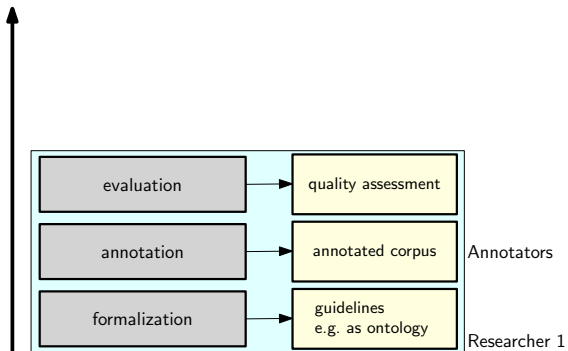 evaluation
quality assessment
annotation
annotated corpus
Annotators
formalization
guidelines
e.g. as ontology
Researcher 1